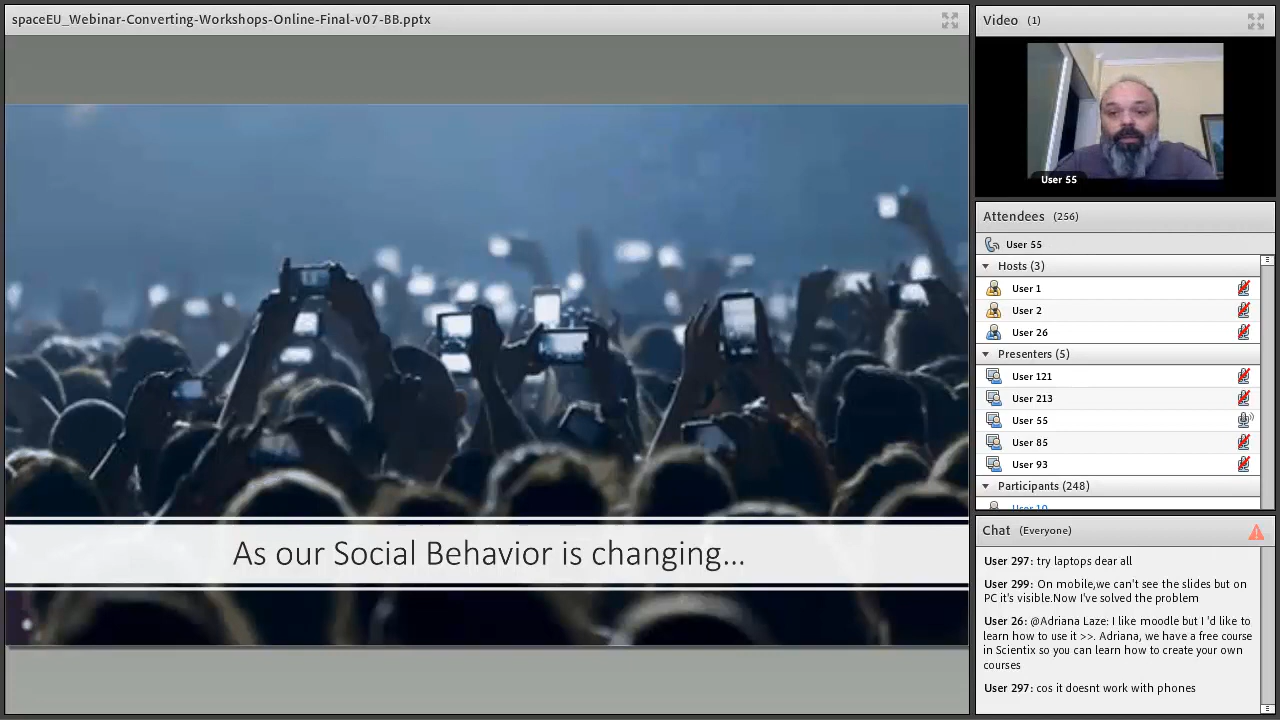 spaceEU_Webinar-Converting-Workshops-Online-Final-v07-BB.pptx
As our Social Behavior is changing...
Video (1)
User 55
Attendees (256)
User 55
Hosts (3)
User 1
User 2
User 26
Presenters (5)
User 121
User 213
User 55
User 85
User 93
Participants (248)
User 10
Chat (Everyone)
User 297: try laptops dear all
User 299: On mobile,we can't see the slides but on
PC it's visible.Now I've solved the problem
User 26: @Adriana Laze: I like moodle but I 'd like to
learn how to use it >>. Adriana, we have a free course
in Scientix so you can learn how to create your own
courses
User 297: cos it doesnt work with phones